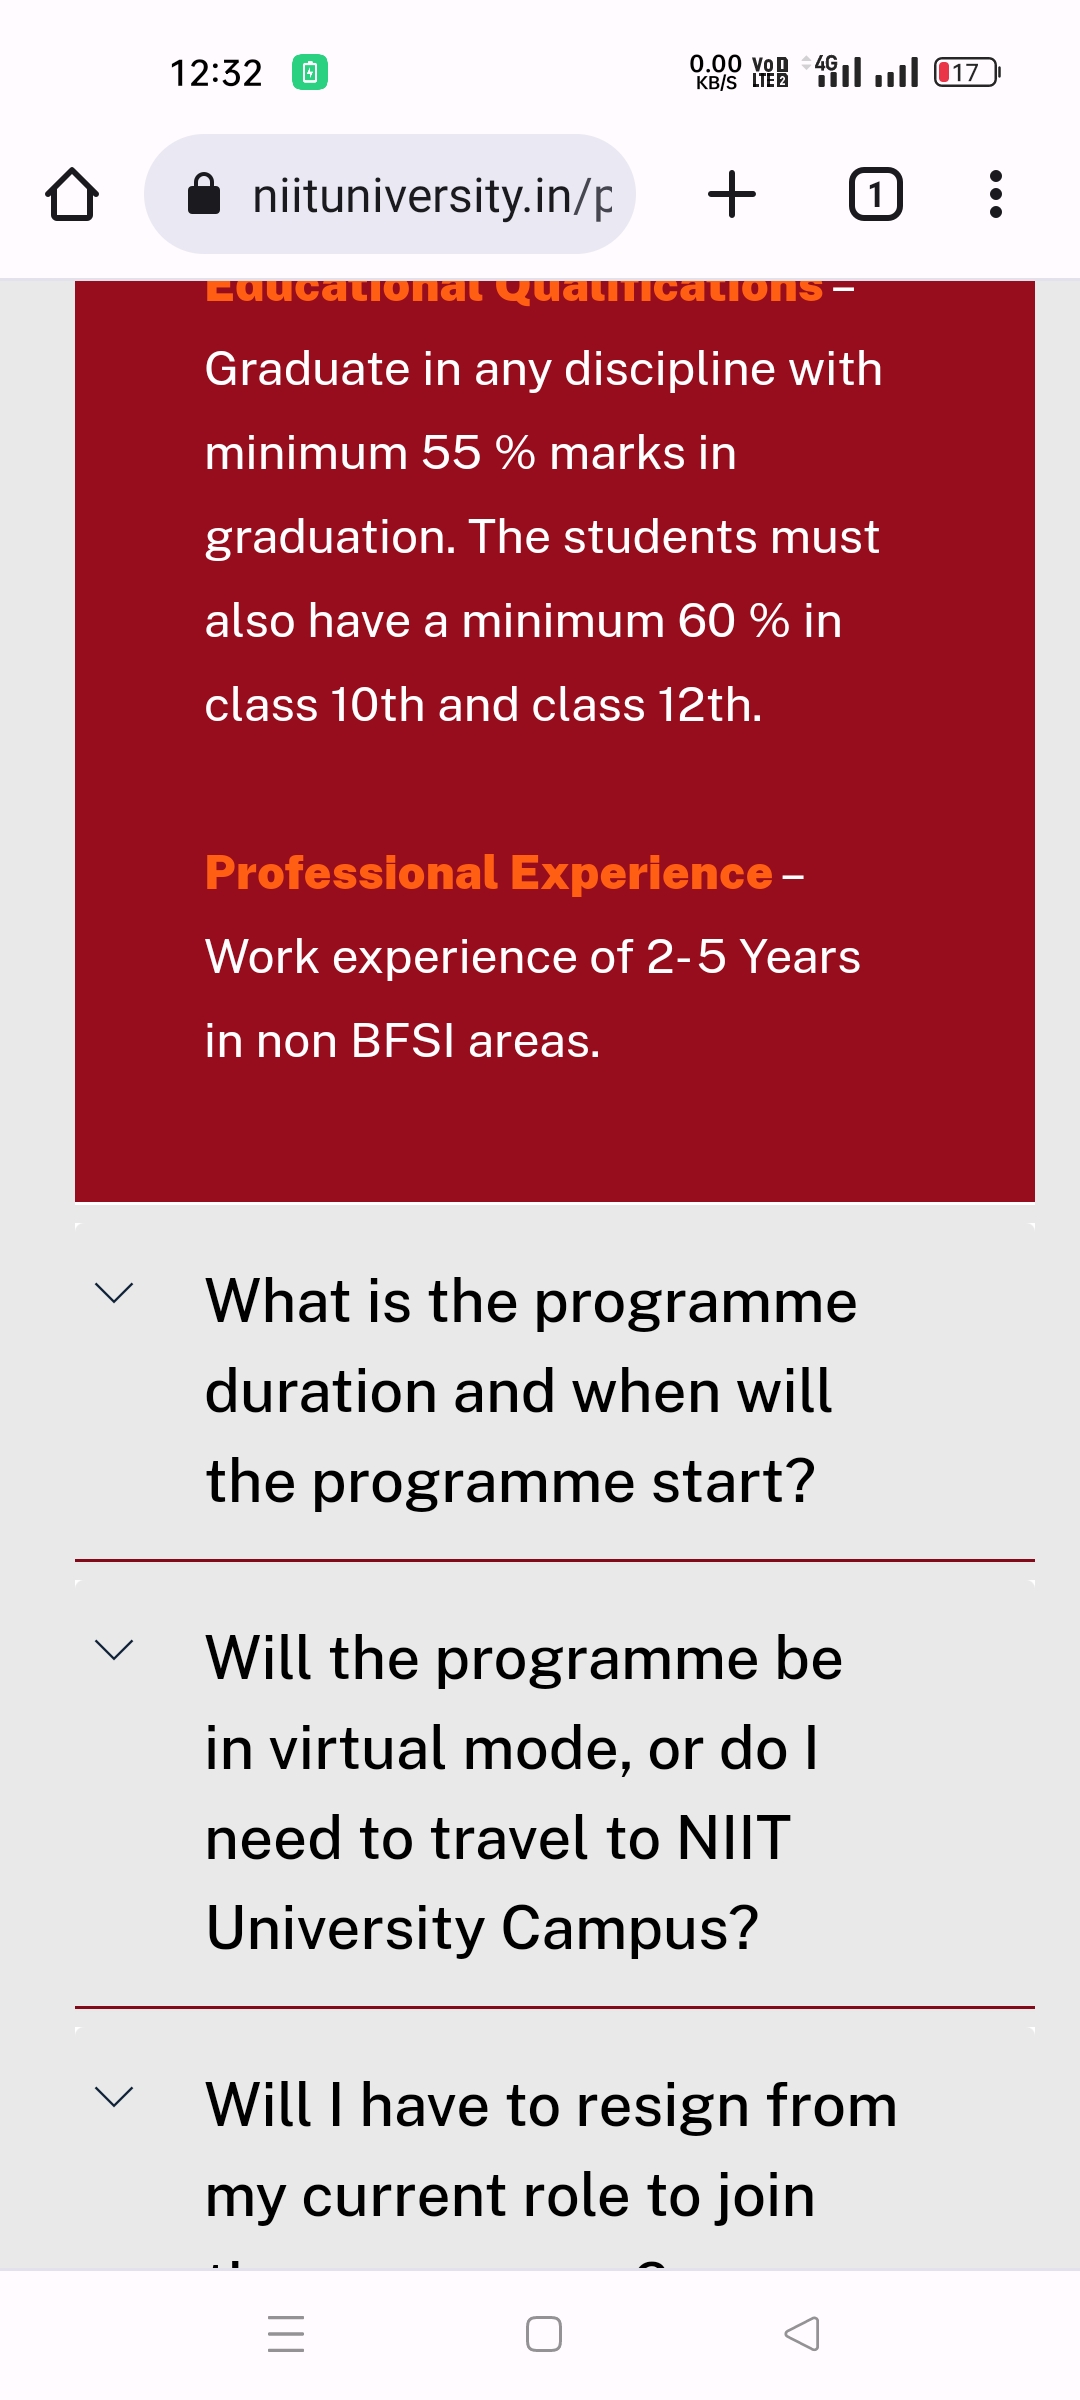 12:32
0.00
KB/S
VoD
LTE 2
4G
17
niituniversity.in/p
1
Educational Qualifications –
Graduate in any discipline with
minimum 55 % marks in
graduation. The students must
also have a minimum 60 % in
class 10th and class 12th.
Professional Experience –
Work experience of 2-5 Years
in non BFSI areas.
What is the programme
duration and when will
the programme start?
Will the programme be
in virtual mode, or do I
need to travel to NIIT
University Campus?
Will I have to resign from
my current role to join